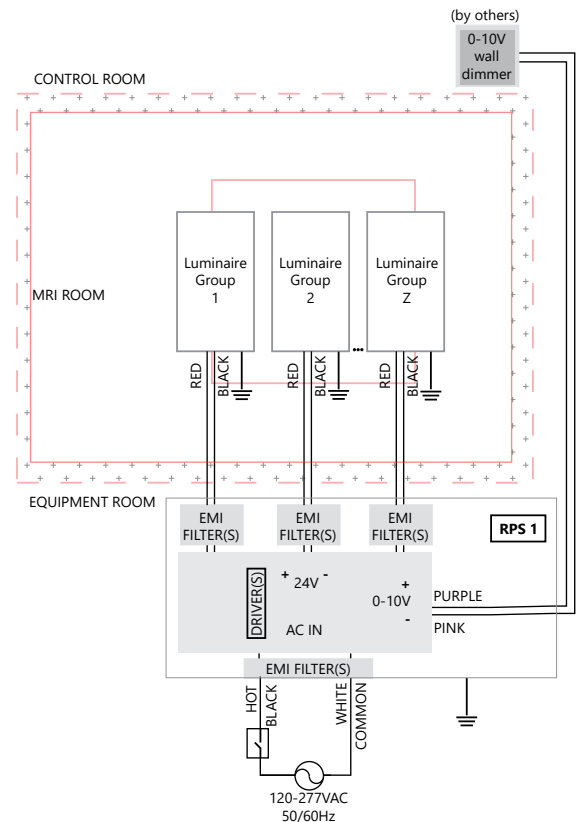 (by others)
0-10V
wall
dimmer
CONTROL ROOM
MRI ROOM
Luminaire
Group
1
Luminaire
Group
2
Luminaire
Group
Z
...
RED
BLACK
RED
BLACK
RED
BLACK
EQUIPMENT ROOM
EMI
FILTER(S)
EMI
FILTER(S)
EMI
FILTER(S)
RPS 1
DRIVER(S)
+ 24V -
AC IN
+
0-10V
-
PURPLE
PINK
EMI FILTER(S)
HOT
BLACK
WHITE
COMMON
120-277VAC
50/60Hz